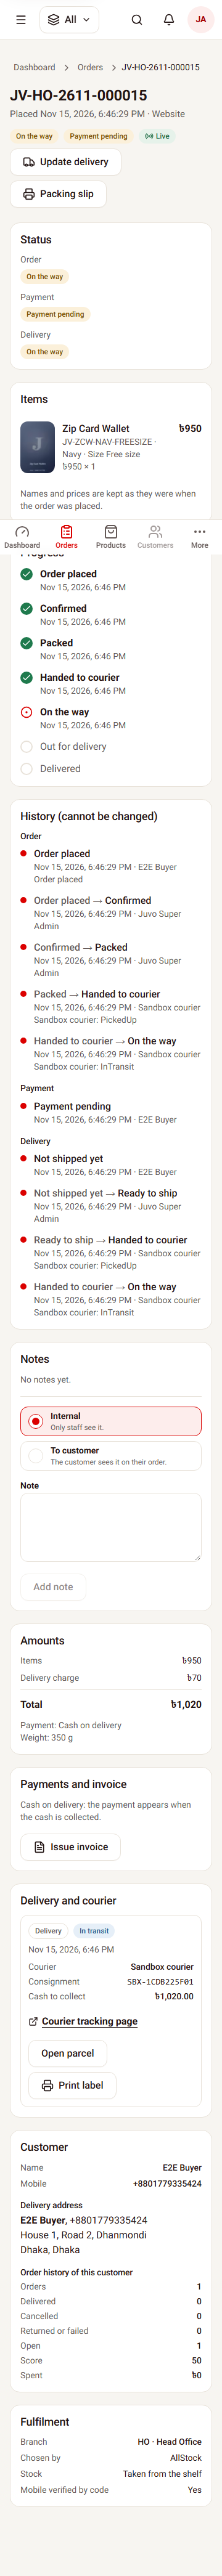 All
JA
Dashboard > Orders > JV-HO-2611-000015
JV-HO-2611-000015
Placed Nov 15, 2026, 6:46:29 PM · Website
On the way
Payment pending
Live
Update delivery
Packing slip
Status
Order
On the way
Payment
Payment pending
Delivery
On the way
Items
Zip Card Wallet ৳950
JV-ZCW-NAV-FREESIZE ·
Navy · Size Free size
৳950 × 1
Names and prices are kept as they were when
the order was placed.
Dashboard
Orders
Products
Customers
More
Progress
Order placed
Nov 15, 2026, 6:46 PM
Confirmed
Nov 15, 2026, 6:46 PM
Packed
Nov 15, 2026, 6:46 PM
Handed to courier
Nov 15, 2026, 6:46 PM
On the way
Nov 15, 2026, 6:46 PM
Out for delivery
Delivered
History (cannot be changed)
Order
Order placed
Nov 15, 2026, 6:46:29 PM · E2E Buyer
Order placed
Order placed → Confirmed
Nov 15, 2026, 6:46:29 PM · Juvo Super
Admin
Confirmed → Packed
Nov 15, 2026, 6:46:29 PM · Juvo Super
Admin
Packed → Handed to courier
Nov 15, 2026, 6:46:29 PM · Sandbox courier
Sandbox courier: PickedUp
Handed to courier → On the way
Nov 15, 2026, 6:46:29 PM · Sandbox courier
Sandbox courier: InTransit
Payment
Payment pending
Nov 15, 2026, 6:46:29 PM · E2E Buyer
Delivery
Not shipped yet
Nov 15, 2026, 6:46:29 PM · E2E Buyer
Not shipped yet → Ready to ship
Nov 15, 2026, 6:46:29 PM · Juvo Super
Admin
Ready to ship → Handed to courier
Nov 15, 2026, 6:46:29 PM · Sandbox courier
Sandbox courier: PickedUp
Handed to courier → On the way
Nov 15, 2026, 6:46:29 PM · Sandbox courier
Sandbox courier: InTransit
Notes
No notes yet.
Internal
Only staff see it.
To customer
The customer sees it on their order.
Note
Add note
Amounts
Items ৳950
Delivery charge ৳70
Total ৳1,020
Payment: Cash on delivery
Weight: 350 g
Payments and invoice
Cash on delivery: the payment appears when
the cash is collected.
Issue invoice
Delivery and courier
Delivery
In transit
Nov 15, 2026, 6:46 PM
Courier Sandbox courier
Consignment SBX-1CDB225F01
Cash to collect ৳1,020.00
Courier tracking page
Open parcel
Print label
Customer
Name E2E Buyer
Mobile +8801779335424
Delivery address
E2E Buyer, +8801779335424
House 1, Road 2, Dhanmondi
Dhaka, Dhaka
Order history of this customer
Orders 1
Delivered 0
Cancelled 0
Returned or failed 0
Open 1
Score 50
Spent ৳0
Fulfilment
Branch HO · Head Office
Chosen by AllStock
Stock Taken from the shelf
Mobile verified by code Yes